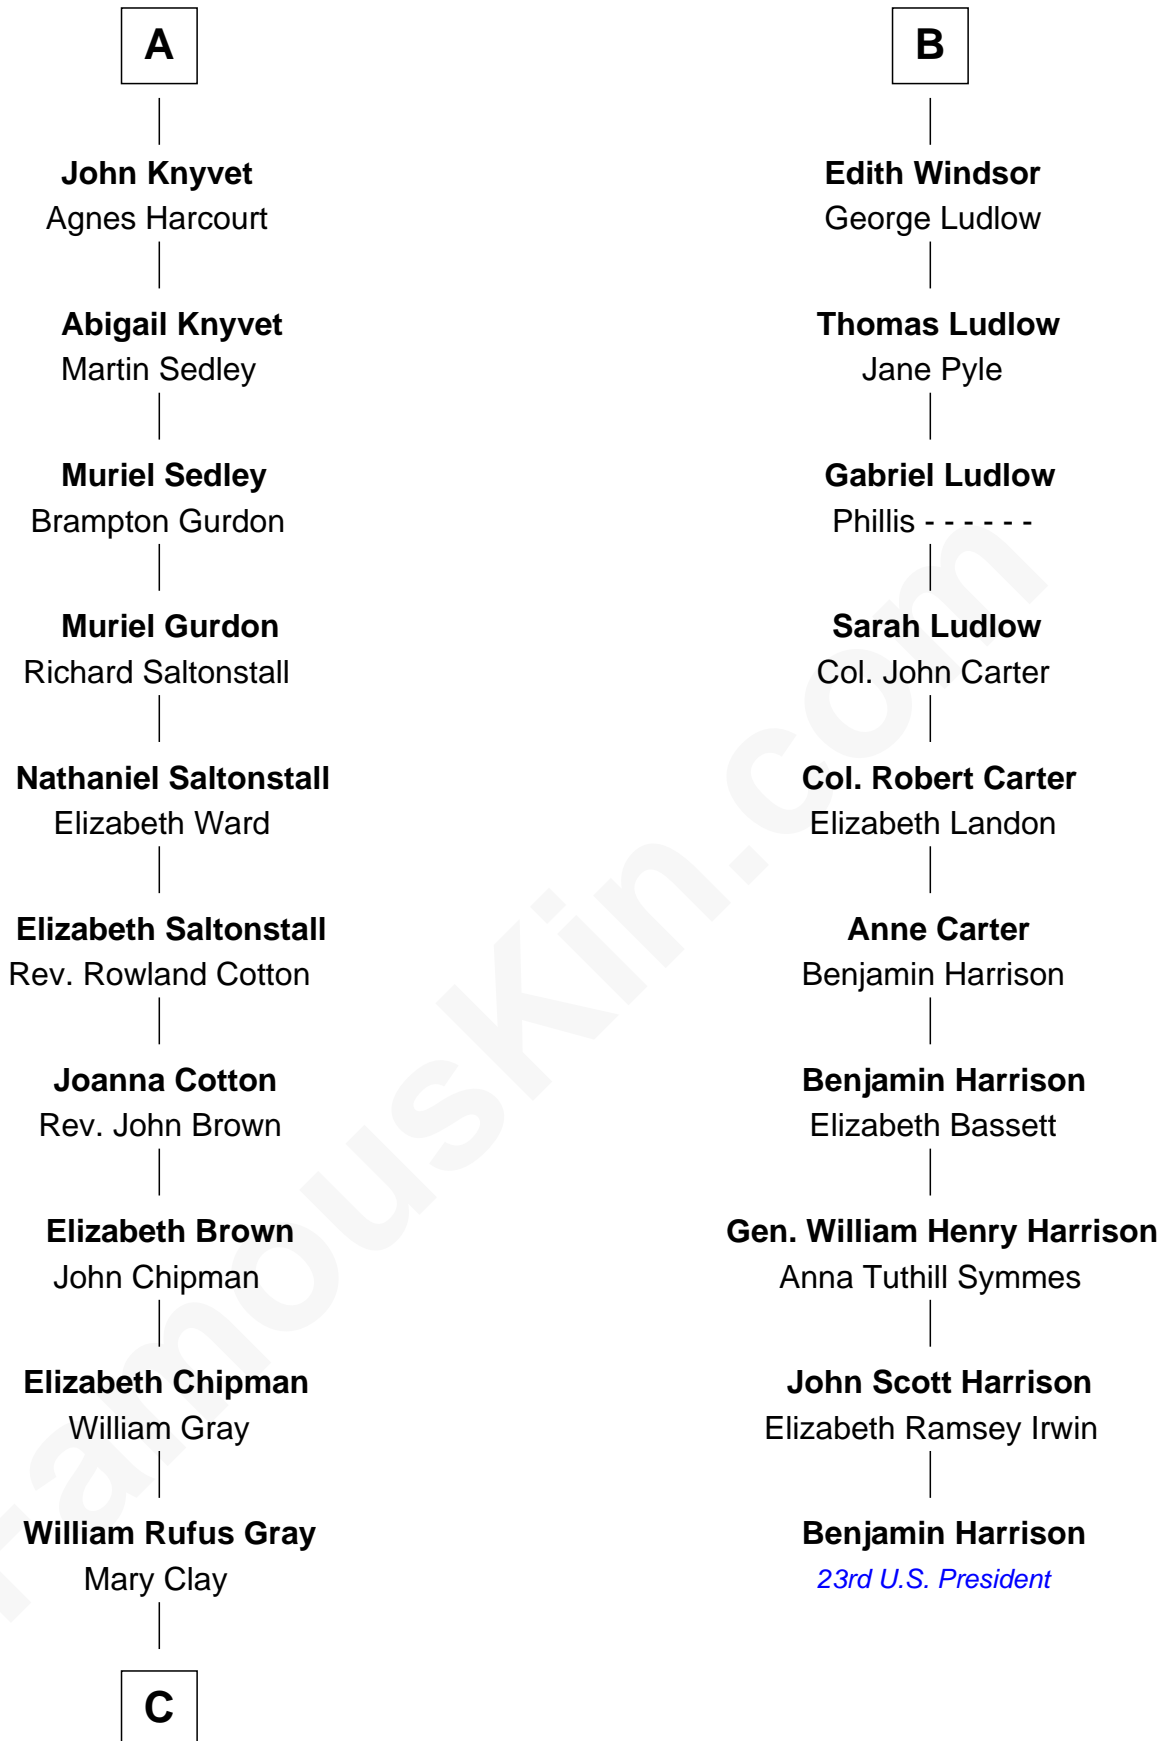 A
John Knyvet
Agnes Harcourt
Abigail Knyvet
Martin Sedley
Muriel Sedley
Brampton Gurdon
Muriel Gurdon
Richard Saltonstall
Nathaniel Saltonstall
Elizabeth Ward
Elizabeth Saltonstall
Rev. Rowland Cotton
Joanna Cotton
Rev. John Brown
Elizabeth Brown
John Chipman
Elizabeth Chipman
William Gray
William Rufus Gray
Mary Clay
C
B
Edith Windsor
George Ludlow
Thomas Ludlow
Jane Pyle
Gabriel Ludlow
Phillis - - - - - -
Sarah Ludlow
Col. John Carter
Col. Robert Carter
Elizabeth Landon
Anne Carter
Benjamin Harrison
Benjamin Harrison
Elizabeth Bassett
Gen. William Henry Harrison
Anna Tuthill Symmes
John Scott Harrison
Elizabeth Ramsey Irwin
Benjamin Harrison
23rd U.S. President
FamousKin.com